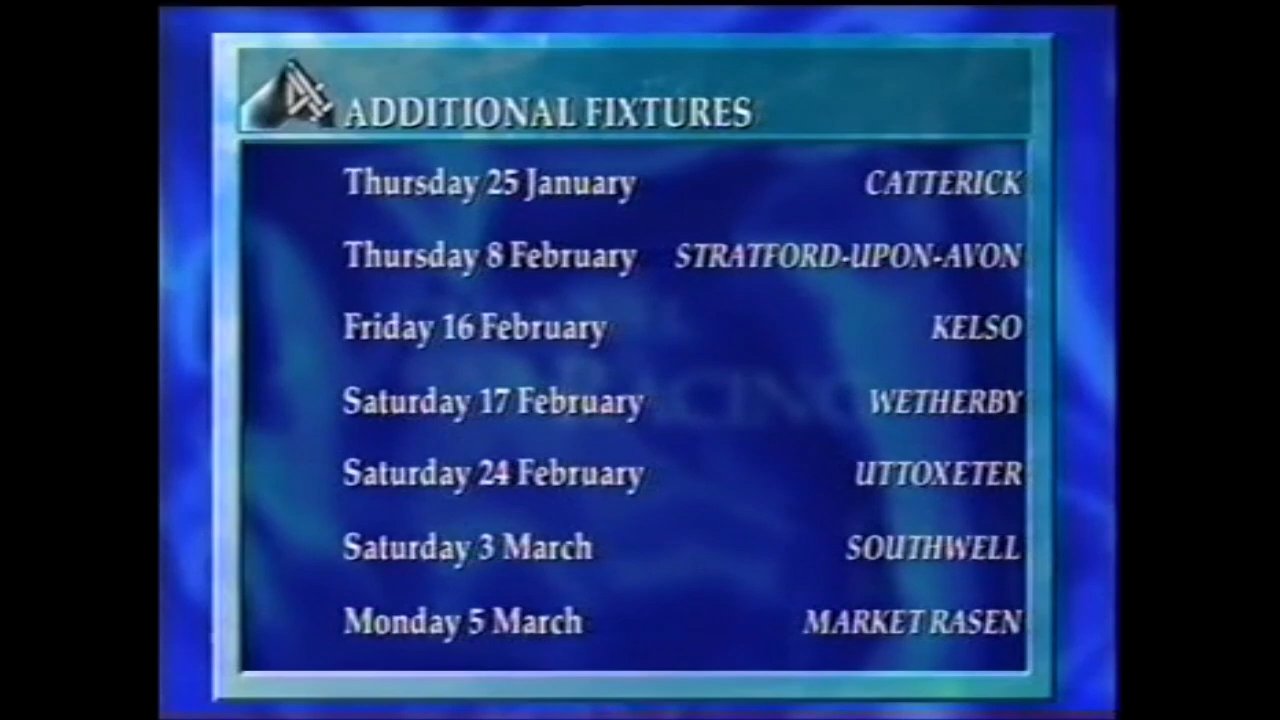 ADDITIONAL FIXTURES
Thursday 25 January CATTERICK
Thursday 8 February STRATFORD-UPON-AVON
Friday 16 February KELSO
Saturday 17 February WETHERBY
Saturday 24 February UTTOXETER
Saturday 3 March SOUTHWELL
Monday 5 March MARKET RASEN
RACING